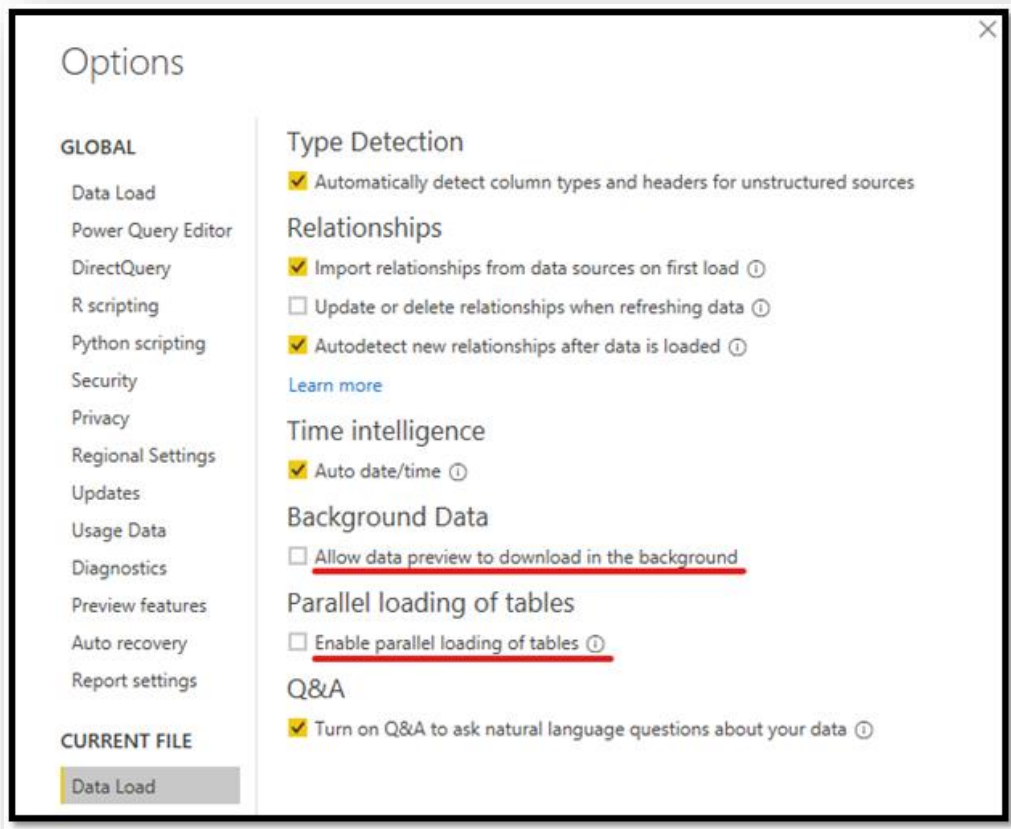 Options
GLOBAL
Data Load
Power Query Editor
DirectQuery
R scripting
Python scripting
Security
Privacy
Regional Settings
Updates
Usage Data
Diagnostics
Preview features
Auto recovery
Report settings
CURRENT FILE
Data Load
Type Detection
Automatically detect column types and headers for unstructured sources
Relationships
Import relationships from data sources on first load
Update or delete relationships when refreshing data
Autodetect new relationships after data is loaded
Learn more
Time intelligence
Auto date/time
Background Data
Allow data preview to download in the background
Parallel loading of tables
Enable parallel loading of tables
Q&A
Turn on Q&A to ask natural language questions about your data